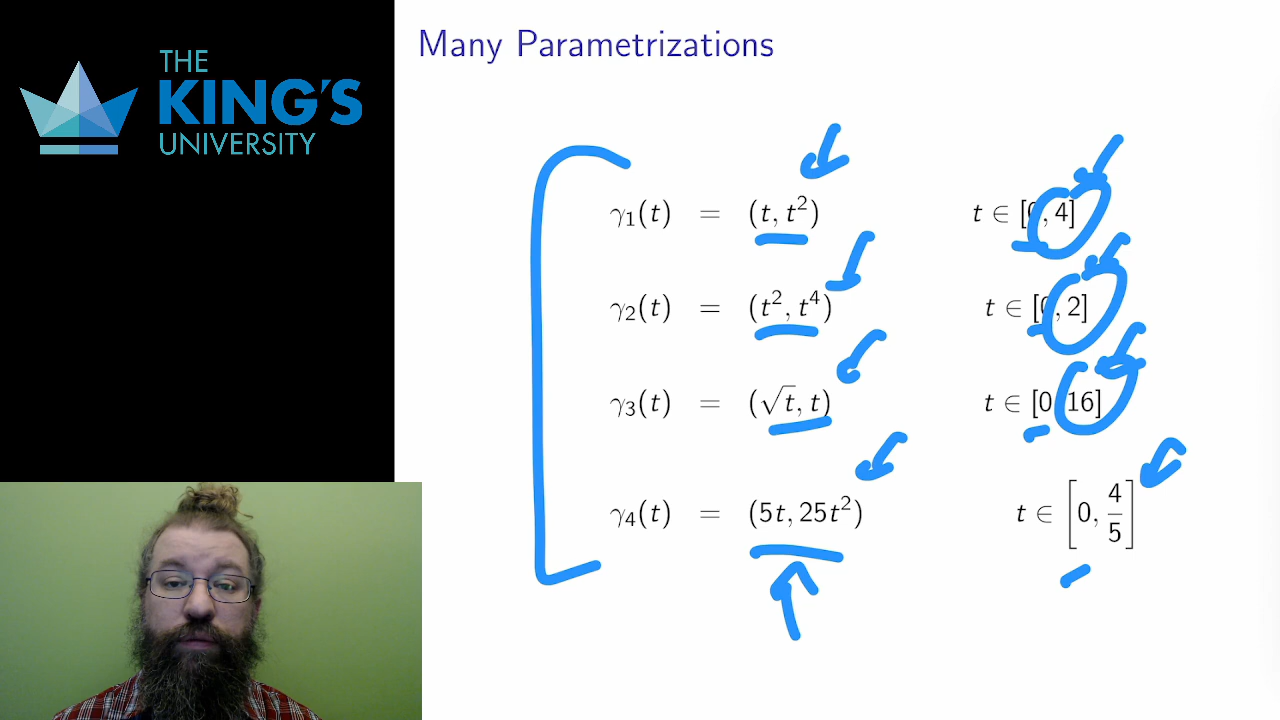 THE
KING'S
UNIVERSITY
Many Parametrizations
γ₁(t) = (t, t²) t ∈ [0, 4]
γ₂(t) = (t², t⁴) t ∈ [0, 2]
γ₃(t) = (√t, t) t ∈ [0, 16]
γ₄(t) = (5t, 25t²) t ∈ [0, 4/5]